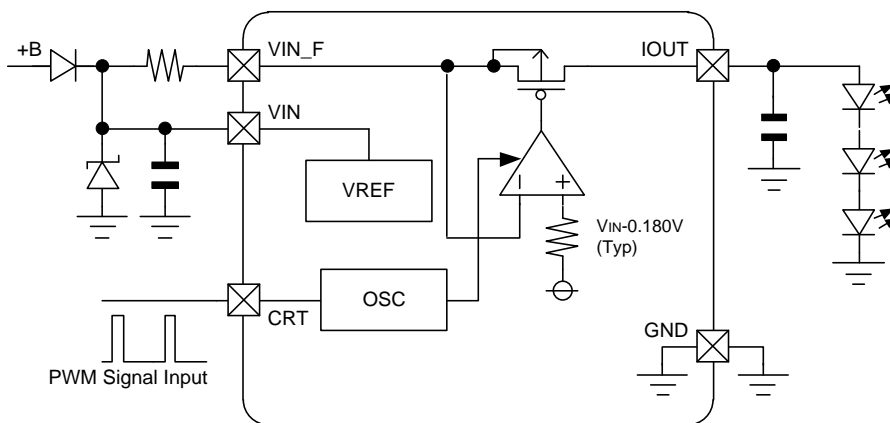 +B
VIN_F
IOUT
VIN
VREF
VIN-0.180V
(Typ)
OSC
CRT
GND
PWM Signal Input